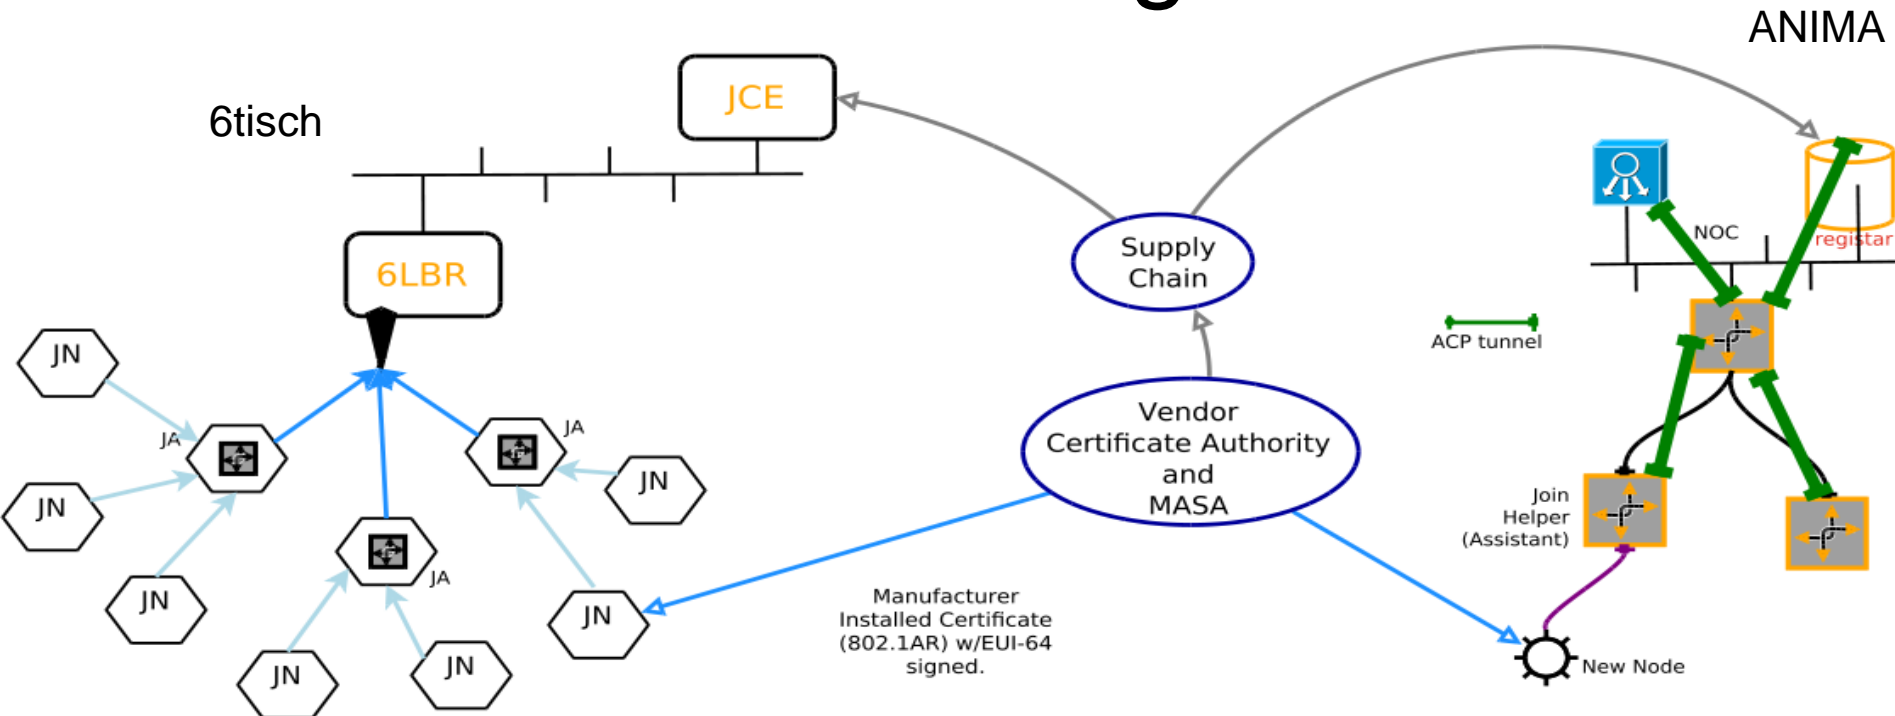 g
ANIMA
JCE
6tisch
NOC
registar
Supply
Chain
6LBR
ACP tunnel
JN
JA
JA
Vendor
Certificate Authority
and
MASA
JN
JN
Join
Helper
(Assistant)
JA
JN
JN
Manufacturer
Installed Certificate
(802.1AR) w/EUI-64
signed.
JN
JN
New Node